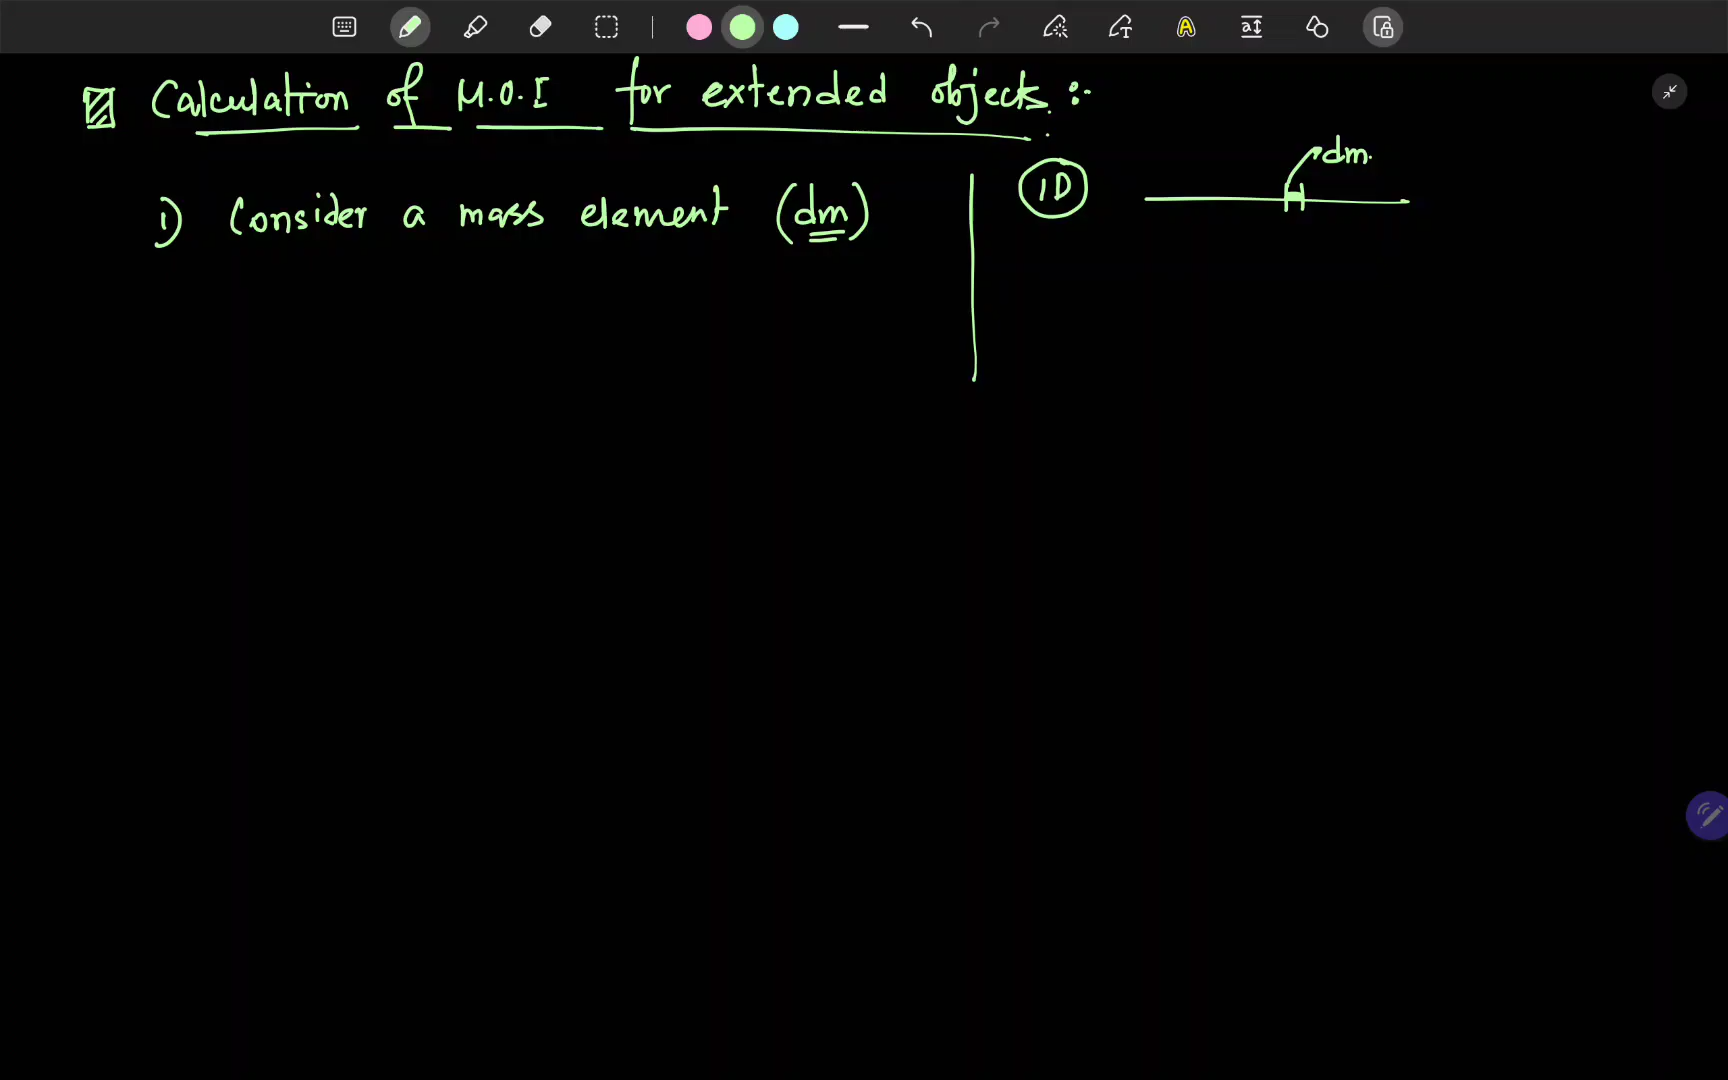 Calculation of M.O.I for extended objects :-
1) Consider a mass element (dm)
1D
dm.